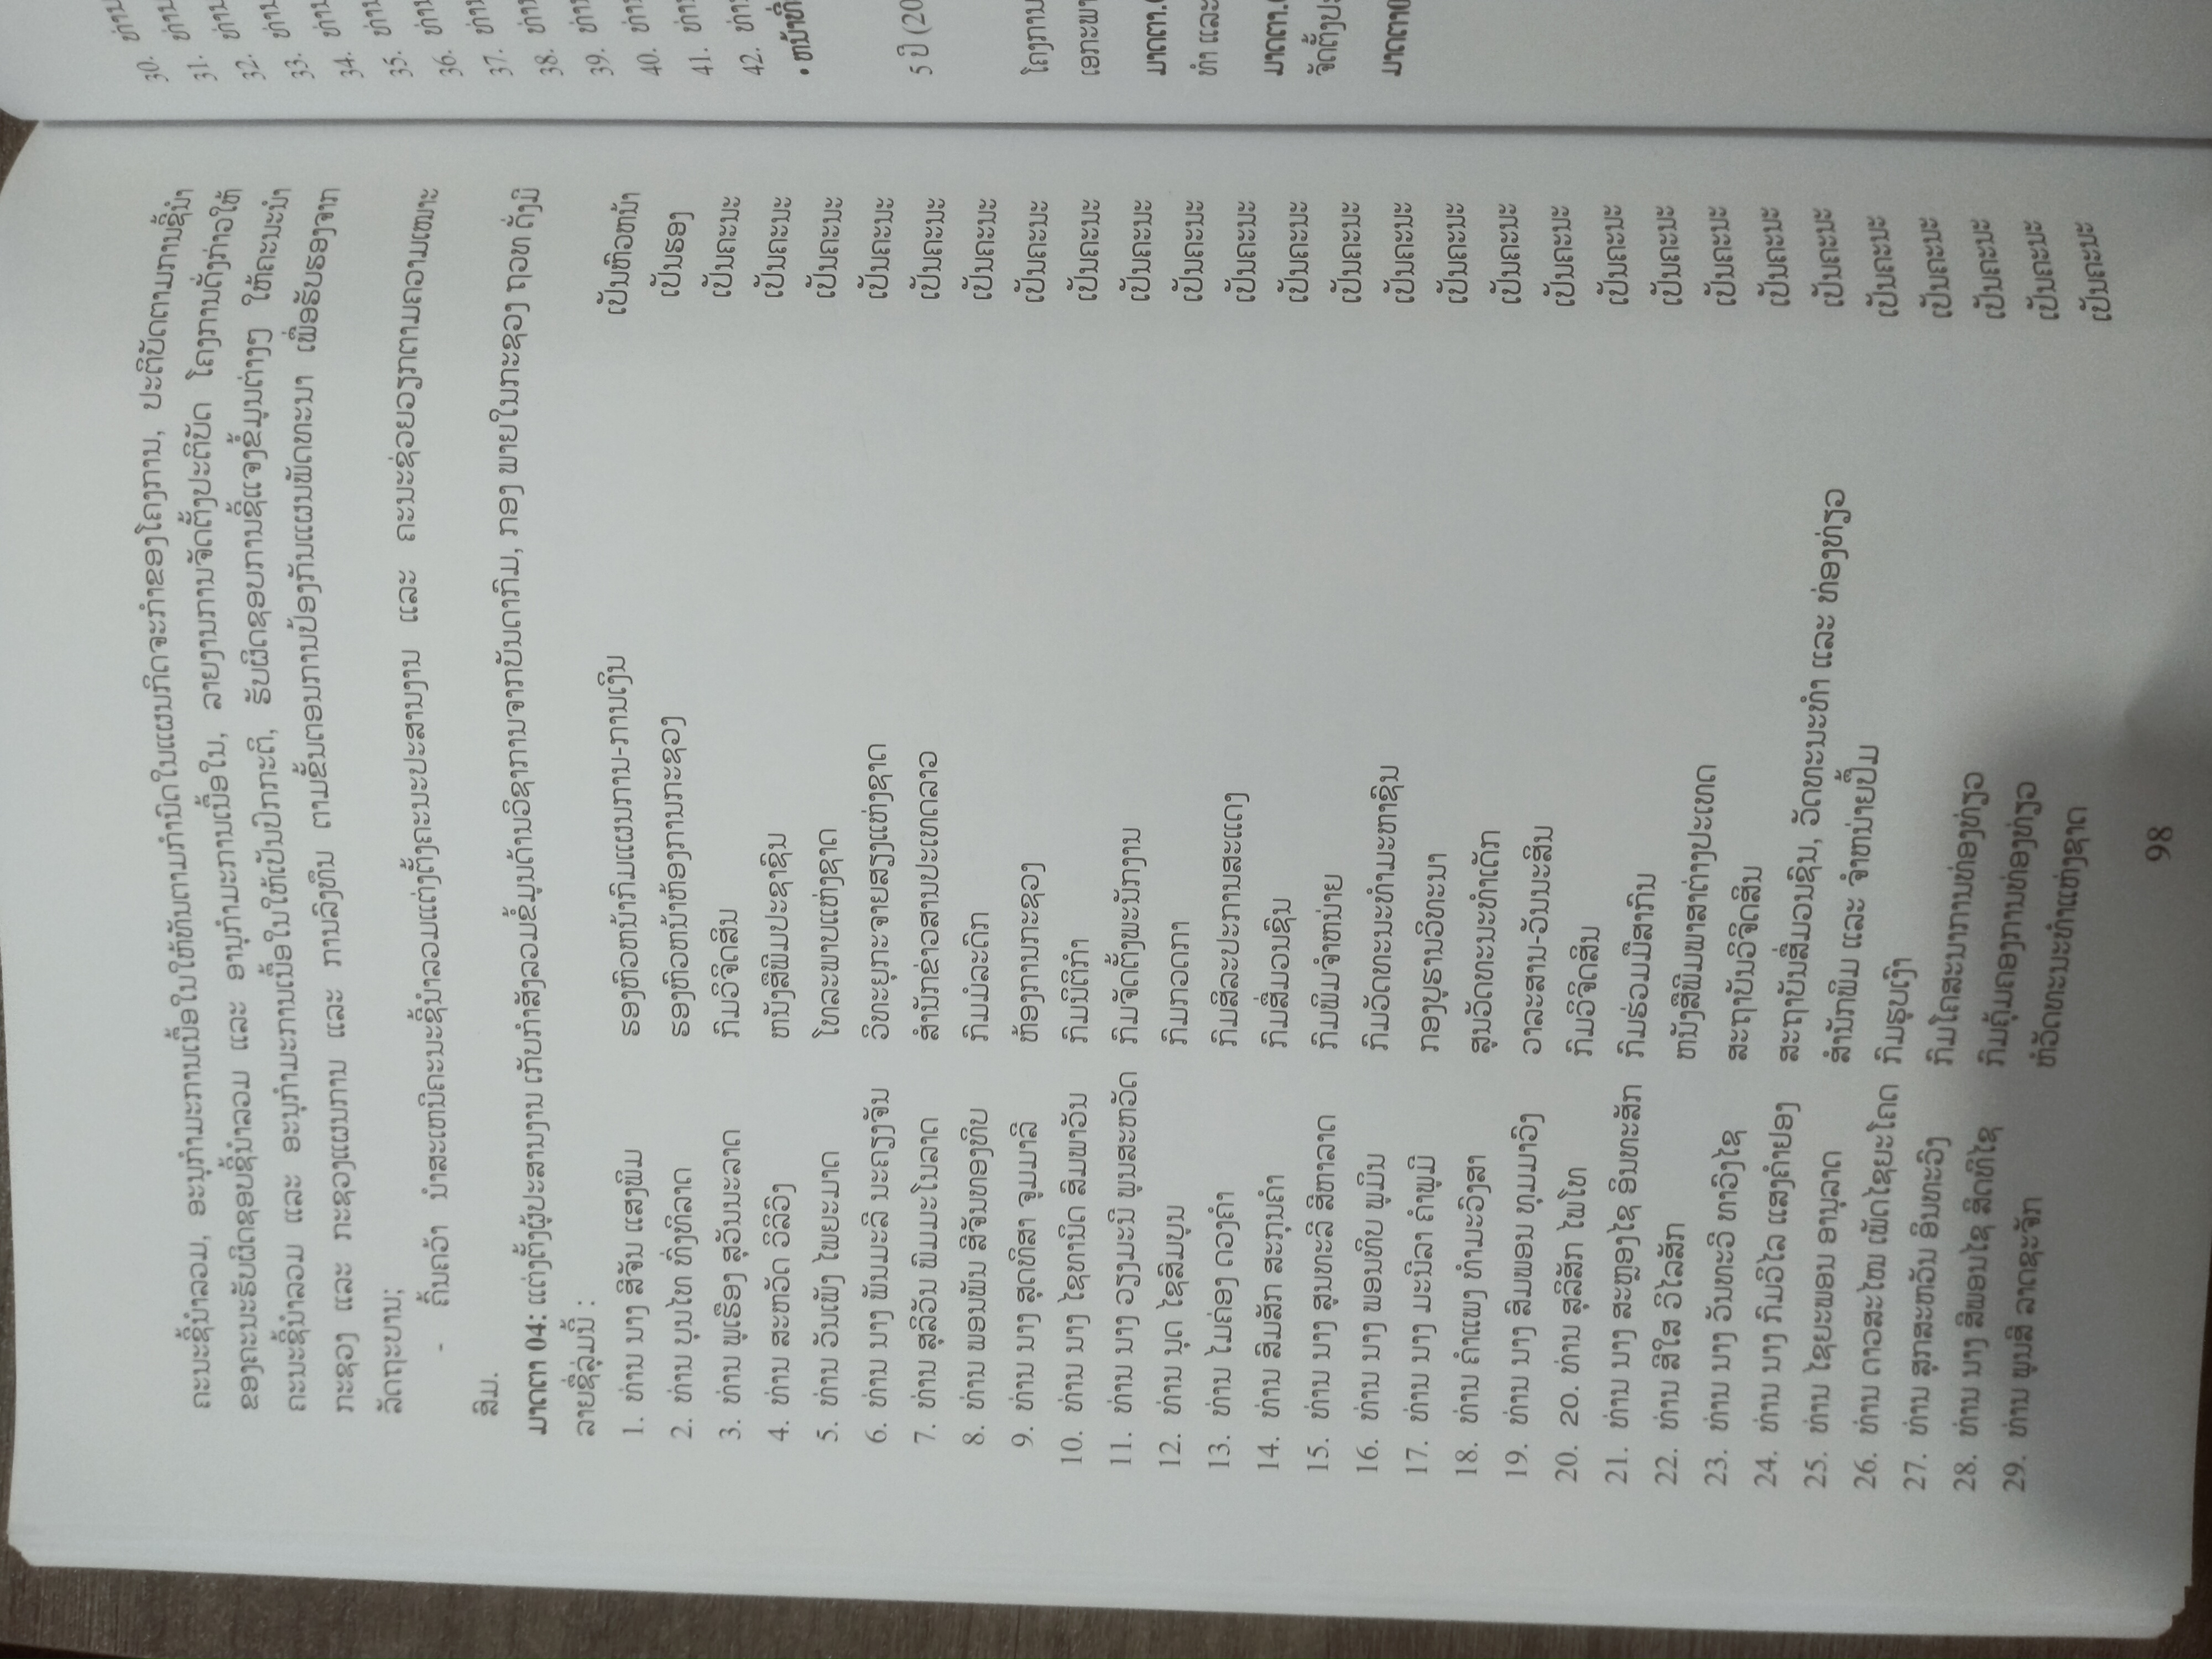 ຄະນະຊີ້ນຳລວມ, ອະນຸກຳມະການເນື້ອໃນໃຫ້ທັນຕາມກຳນົດໃນແຜນກິດຈະກຳຂອງໂຄງການ, ປະຕິບັດຕາມການຊີ້ນຳ
ຂອງຄະນະຮັບຜິດຊອບຊີ້ນຳລວມ ແລະ ອານຸກຳມະການເນື້ອໃນ, ລາຍງານການຈັດຕັ້ງປະຕິບັດ ໂຄງການດັ່ງກ່າວໃຫ້
ຄະນະຊີ້ນຳລວມ ແລະ ອະນຸກຳມະການເນື້ອໃນໃຫ້ເປັນປົກກະຕິ, ຮັບຜິດຊອບການຊີ້ແຈງຂໍ້ມູນຕ່າງໆ ໃຫ້ຄະນະນຳ
ກະຊວງ ແລະ ກະຊວງແຜນການ ແລະ ການລົງທຶນ ຕາມຂັ້ນຕອນການປ້ອງກັນແຜນພັດທະນາ ເພື່ອຮັບຮອງຈາກ
ລັດຖະບານ;
- ຄົ້ນຄວ້າ ນຳສະເຫນີຄະນະຊີ້ນຳລວມແຕ່ງຕັ້ງຄະນະປະສານງານ ແລະ ຄະນະຊ່ວຍວຽກຕາມຄວາມເໝາະ
ສົມ.
ມາດຕາ 04: ແຕ່ງຕັ້ງຜູ້ປະສານງານ ເກັບກຳສັງລວມຂໍ້ມູນດ້ານວິຊາການຈາກບັນດາກົມ, ກອງ ພາຍໃນກະຊວງ ຖວທ ດັ່ງມີ
ລາຍຊື່ລຸ່ມນີ້ :
1. ທ່ານ ນາງ ສີຈັນ ແສງພິມ ຮອງຫົວຫນ້າກົມແຜນການ-ການເງິນ ເປັນຫົວຫນ້າ
2. ທ່ານ ບຸນໄທ ທັ່ງທິລາດ ຮອງຫົວຫນ້າຫ້ອງການກະຊວງ ເປັນຮອງ
3. ທ່ານ ພູເຮືອງ ສຸວັນນະລາດ ກົມວິຈິດສິນ ເປັນຄະນະ
4. ທ່ານ ສະຫວັດ ວິລິວົງ ຫນັງສືພິມປະຊາຊົນ ເປັນຄະນະ
5. ທ່ານ ວັນເພັງ ໄພຍະມາດ ໂທລະພາບແຫ່ງຊາດ ເປັນຄະນະ
6. ທ່ານ ນາງ ພັນມະລີ ນະຄຽງຈັນ ວິທະຍຸກະຈາຍສຽງແຫ່ງຊາດ ເປັນຄະນະ
7. ທ່ານ ສຸລິວັນ ພິມມະໂນລາດ ສຳນັກຂ່າວສານປະເທດລາວ ເປັນຄະນະ
8. ທ່ານ ພອນພັນ ສີຈັນທອງທິບ ກົມມໍລະດົກ ເປັນຄະນະ
9. ທ່ານ ນາງ ສຸດທິສາ ຈູມມາລີ ຫ້ອງການກະຊວງ ເປັນຄະນະ
10. ທ່ານ ນາງ ໄຊທານົດ ສິມພາວັນ ກົມນິຕິກຳ ເປັນຄະນະ
11. ທ່ານ ນາງ ວຽງມະນີ ພູນສະຫວັດ ກົມຈັດຕັ້ງພະນັກງານ ເປັນຄະນະ
12. ທ່ານ ນຸດ ໄຊສົມບູນ ກົມກວດກາ ເປັນຄະນະ
13. ທ່ານ ໄມຄ່ອງ ດວງຄຳ ກົມສິລະປະການສະແດງ ເປັນຄະນະ
14. ທ່ານ ສົມສັກ ສະກຸນຄຳ ກົມສື່ມວນຊົນ ເປັນຄະນະ
15. ທ່ານ ນາງ ສູນທະລີ ສີຫາລາດ ກົມພິມຈຳຫນ່າຍ ເປັນຄະນະ
16. ທ່ານ ນາງ ພອນທິບ ພູມິນ ກົມວັດທະນະທຳມະຫາຊົນ ເປັນຄະນະ
17. ທ່ານ ນາງ ມະນີລາ ຄຳພູມີ ກອງບູຮານວິທະນາ ເປັນຄະນະ
18. ທ່ານ ຄຳແພງ ທຳມະວົງສາ ສູນວັດທະນະທຳເດັກ ເປັນຄະນະ
19. ທ່ານ ນາງ ສົມພອນ ທຸມມາວົງ ວາລະສານ-ວັນນະສິນ ເປັນຄະນະ
20. 20. ທ່ານ ສຸລິສັກ ໄພໂທ ກົມວິຈິດສິນ ເປັນຄະນະ
21. ທ່ານ ນາງ ສະຫຼອງໄຊ ອິນທະສັກ ກົມຮ່ວມມືສາກົນ ເປັນຄະນະ
22. ທ່ານ ສີໃສ ວິໄລສັກ ຫນັງສືພິມພາສາຕ່າງປະເທດ ເປັນຄະນະ
23. ທ່ານ ນາງ ວັນທະວີ ທາວົງໄຊ ສະຖາບັນວິຈິດສິນ ເປັນຄະນະ
24. ທ່ານ ນາງ ກົມວິໄລ ແສງຄຳຢອງ ສະຖາບັນສື່ມວນຊົນ, ວັດທະນະທຳ ແລະ ທ່ອງທ່ຽວ ເປັນຄະນະ
25. ທ່ານ ໄຊຍະພອນ ອານຸລາດ ສຳນັກພິມ ແລະ ຈຳຫນ່າຍປຶ້ມ ເປັນຄະນະ
26. ທ່ານ ດາວສະໄໝ ເພັດໄຊຍະໂຄດ ກົມຮູບເງົາ ເປັນຄະນະ
27. ທ່ານ ສຸກສະຫວັນ ອິນທະວົງ ກົມໂຄສະນາການທ່ອງທ່ຽວ ເປັນຄະນະ
28. ທ່ານ ນາງ ສີພອນໄຊ ສິດທິໄຊ ກົມຄຸ້ມຄອງການທ່ອງທ່ຽວ ເປັນຄະນະ
29. ທ່ານ ພູມສີ ລາດຊະຈັກ ຫໍວັດທະນະທຳແຫ່ງຊາດ ເປັນຄະນະ
98
30. ທ່ານ
31. ທ່ານ
32. ທ່ານ
33. ທ່ານ
34. ທ່ານ
35. ທ່ານ
36. ທ່ານ
37. ທ່ານ
38. ທ່ານ
39. ທ່ານ
40. ທ່ານ
41. ທ່ານ
42. ທ່ານ
• ຫນ້າທີ່
5 ປີ (20
ໂຄງການ
ເອກະພາ
ມາດຕາ.
ທຳ ແລະ
ມາດຕາ.
ຈັດຕັ້ງປະ
ມາດຕາ